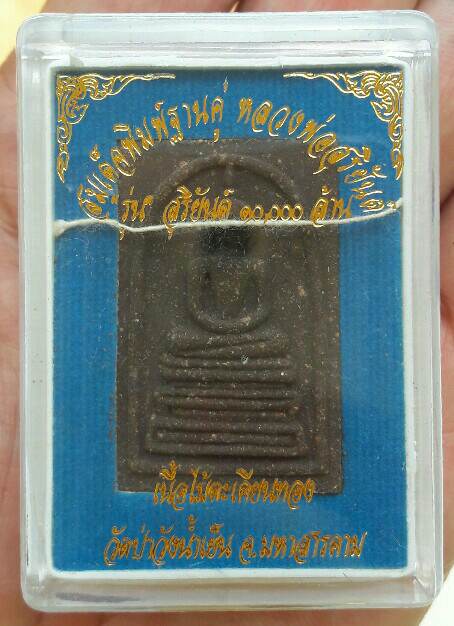 สมเด็จพิมพ์ฐานคู่ หลวงพ่อสุริยันต์
รุ่น สุริยันต์ ๑๐,๐๐๐ ล้าน
เนื้อไม้ตะเคียนทอง
วัดป่าวังน้ำเย็น จ.มหาสารคาม